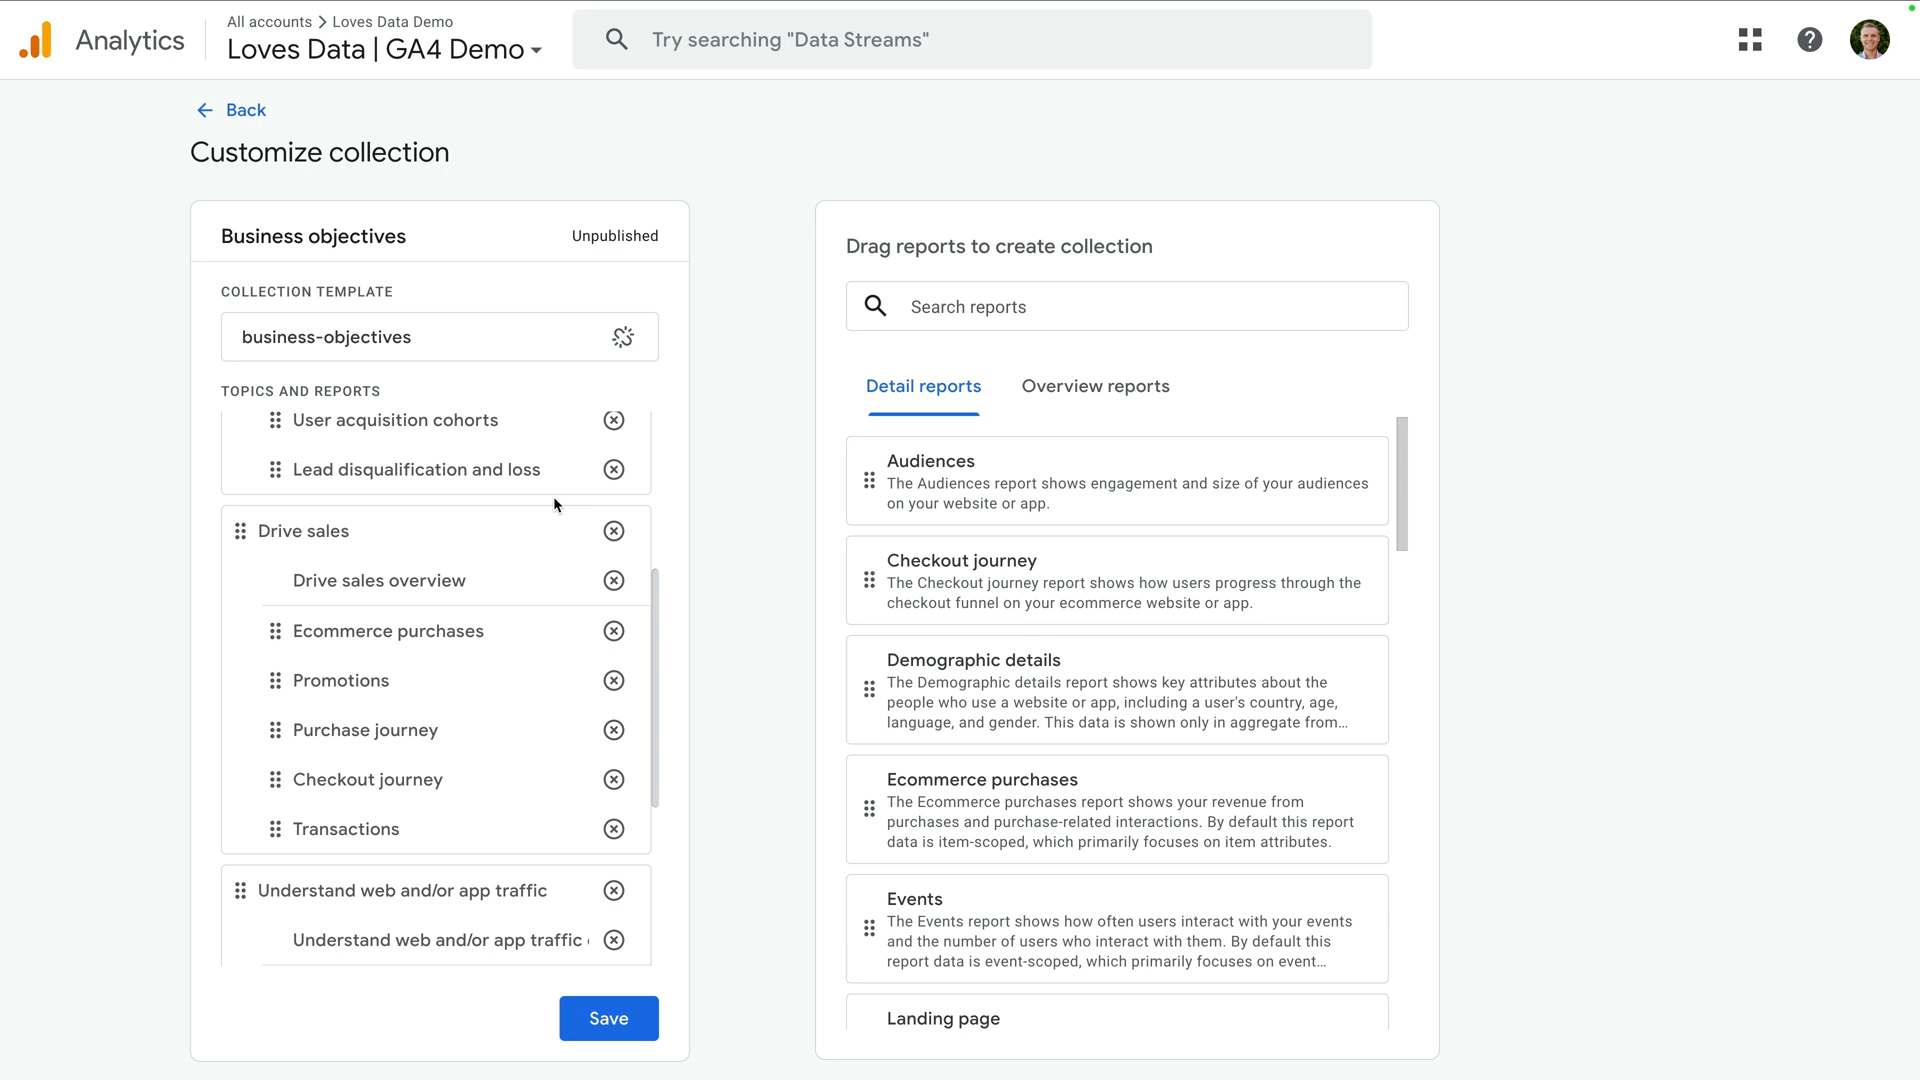 Analytics
All accounts > Loves Data Demo
Loves Data | GA4 Demo
Try searching "Data Streams"
Back
Customize collection
Business objectives
Unpublished
COLLECTION TEMPLATE
business-objectives
TOPICS AND REPORTS
User acquisition cohorts
Lead disqualification and loss
Drive sales
Drive sales overview
Ecommerce purchases
Promotions
Purchase journey
Checkout journey
Transactions
Understand web and/or app traffic
Understand web and/or app traffic
Save
Drag reports to create collection
Search reports
Detail reports
Overview reports
Audiences
The Audiences report shows engagement and size of your audiences
on your website or app.
Checkout journey
The Checkout journey report shows how users progress through the
checkout funnel on your ecommerce website or app.
Demographic details
The Demographic details report shows key attributes about the
people who use a website or app, including a user's country, age,
language, and gender. This data is shown only in aggregate from...
Ecommerce purchases
The Ecommerce purchases report shows your revenue from
purchases and purchase-related interactions. By default this report
data is item-scoped, which primarily focuses on item attributes.
Events
The Events report shows how often users interact with your events
and the number of users who interact with them. By default this
report data is event-scoped, which primarily focuses on event...
Landing page